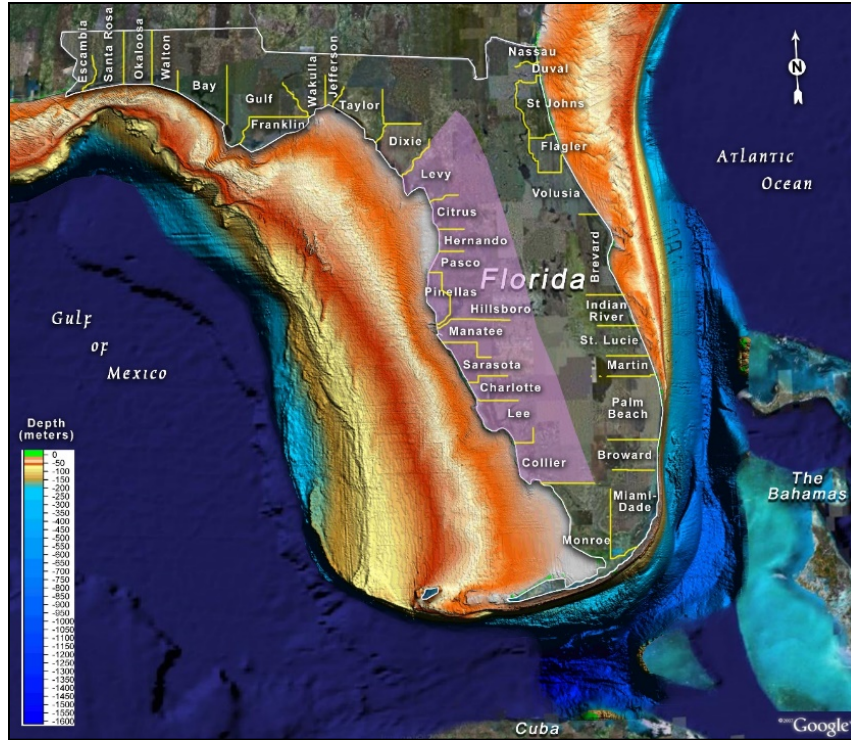 Escambia
Santa Rosa
Okaloosa
Walton
Bay
Gulf
Franklin
Wakulla
Jefferson
Taylor
Dixie
Levy
Nassau
Duval
St Johns
Flagler
Volusia
N
Atlantic
Ocean
Citrus
Hernando
Pasco
Pinellas
Hillsboro
Manatee
Sarasota
Charlotte
Lee
Collier
Florida
Brevard
Indian
River
St. Lucie
Martin
Palm
Beach
Broward
Miami-
Dade
Monroe
Gulf
of
Mexico
The
Bahamas
Cuba
Depth
(meters)
0
-50
-100
-150
-200
-250
-300
-350
-400
-450
-500
-550
-600
-650
-700
-750
-800
-850
-900
-950
-1000
-1050
-1100
-1150
-1200
-1250
-1300
-1350
-1400
-1450
-1500
-1550
-1600
Google